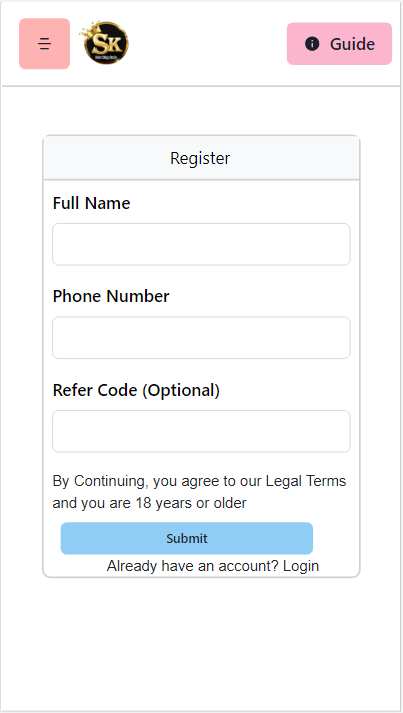 SK
Guide
Register
Full Name
Phone Number
Refer Code (Optional)
By Continuing, you agree to our Legal Terms
and you are 18 years or older
Submit
Already have an account? Login